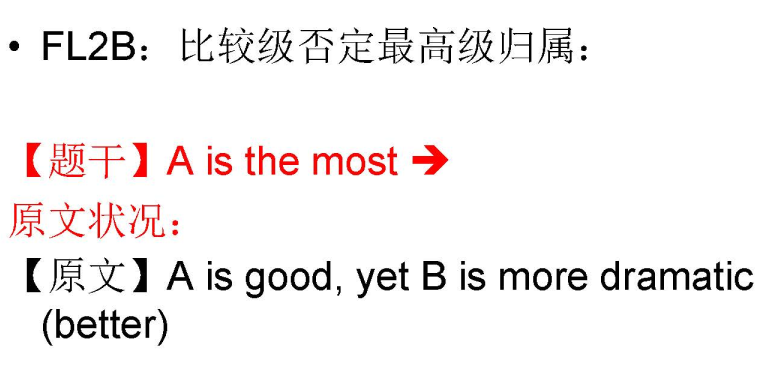 • FL2B：比较级否定最高级归属：
【题干】A is the most ➔
原文状况：
【原文】A is good, yet B is more dramatic
(better)